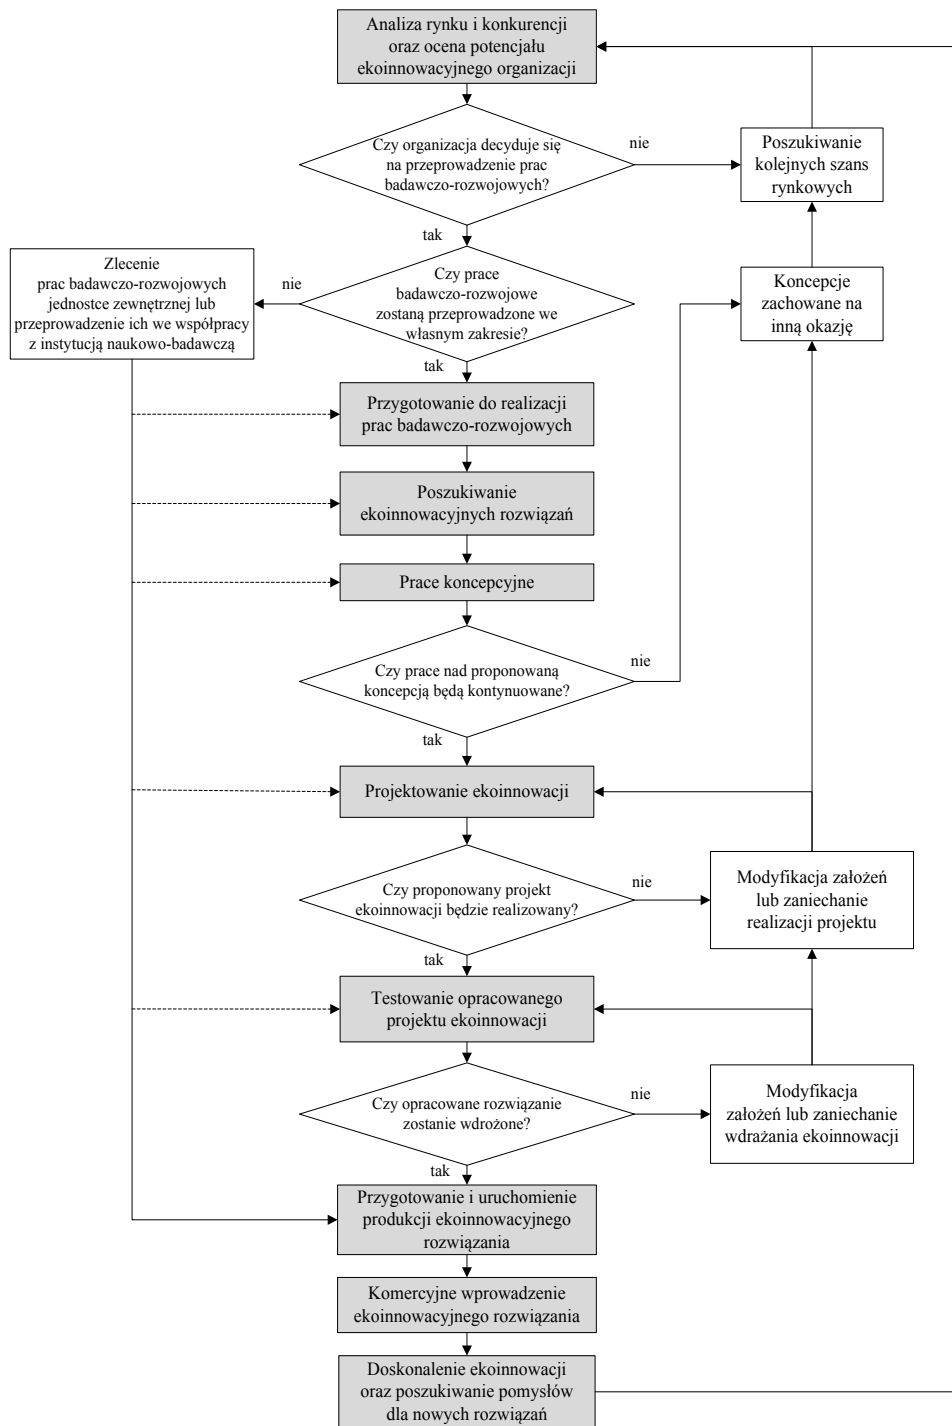 Analiza rynku i konkurencji
oraz ocena potencjału
ekoinnowacyjnego organizacji
Czy organizacja decyduje się
na przeprowadzenie prac
badawczo-rozwojowych?
nie
Poszukiwanie
kolejnych szans
rynkowych
tak
Zlecenie
prac badawczo-rozwojowych
jednostce zewnętrznej lub
przeprowadzenie ich we współpracy
z instytucją naukowo-badawczą
nie
Czy prace
badawczo-rozwojowe
zostaną przeprowadzone we
własnym zakresie?
Koncepcje
zachowane na
inną okazję
tak
Przygotowanie do realizacji
prac badawczo-rozwojowych
Poszukiwanie
ekoinnowacyjnych rozwiązań
Prace koncepcyjne
Czy prace nad proponowaną
koncepcją będą kontynuowane?
nie
tak
Projektowanie ekoinnowacji
Czy proponowany projekt
ekoinnowacji będzie realizowany?
nie
Modyfikacja założeń
lub zaniechanie
realizacji projektu
tak
Testowanie opracowanego
projektu ekoinnowacji
Czy opracowane rozwiązanie
zostanie wdrożone?
nie
Modyfikacja
założeń lub zaniechanie
wdrażania ekoinnowacji
tak
Przygotowanie i uruchomienie
produkcji ekoinnowacyjnego
rozwiązania
Komercyjne wprowadzenie
ekoinnowacyjnego rozwiązania
Doskonalenie ekoinnowacji
oraz poszukiwanie pomysłów
dla nowych rozwiązań